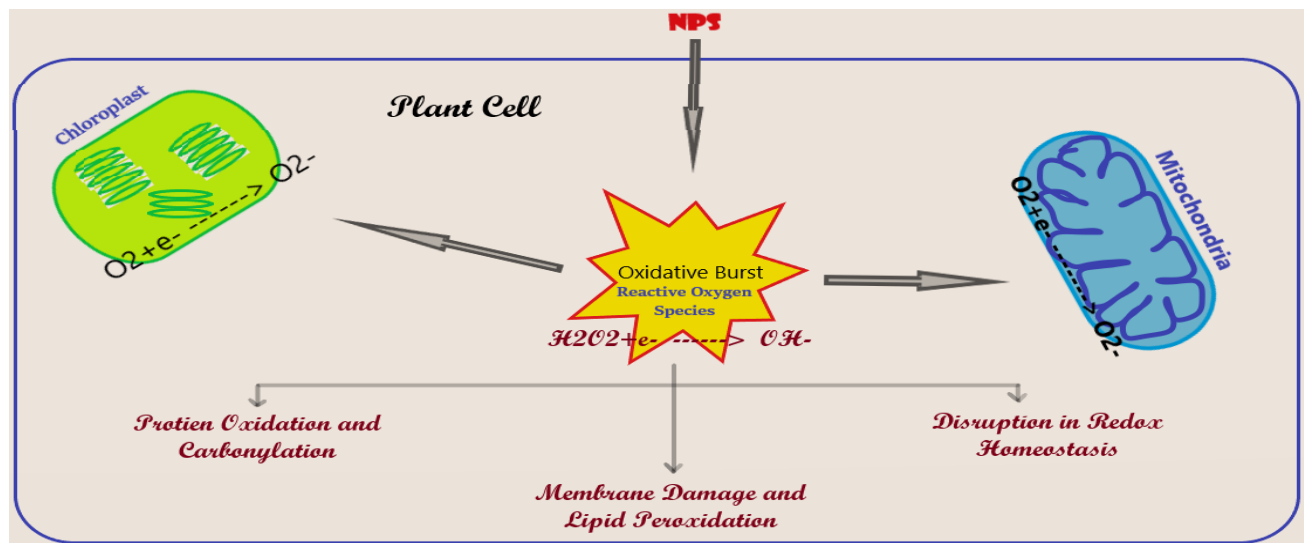 NPS
Plant Cell
Chloroplast
O2+e- -------> O2-
Mitochondria
O2+e- -------> O2-
Oxidative Burst
Reactive Oxygen
Species
H2O2+e- ------> OH-
Protien Oxidation and
Carbonylation
Disruption in Redox
Homeostasis
Membrane Damage and
Lipid Peroxidation